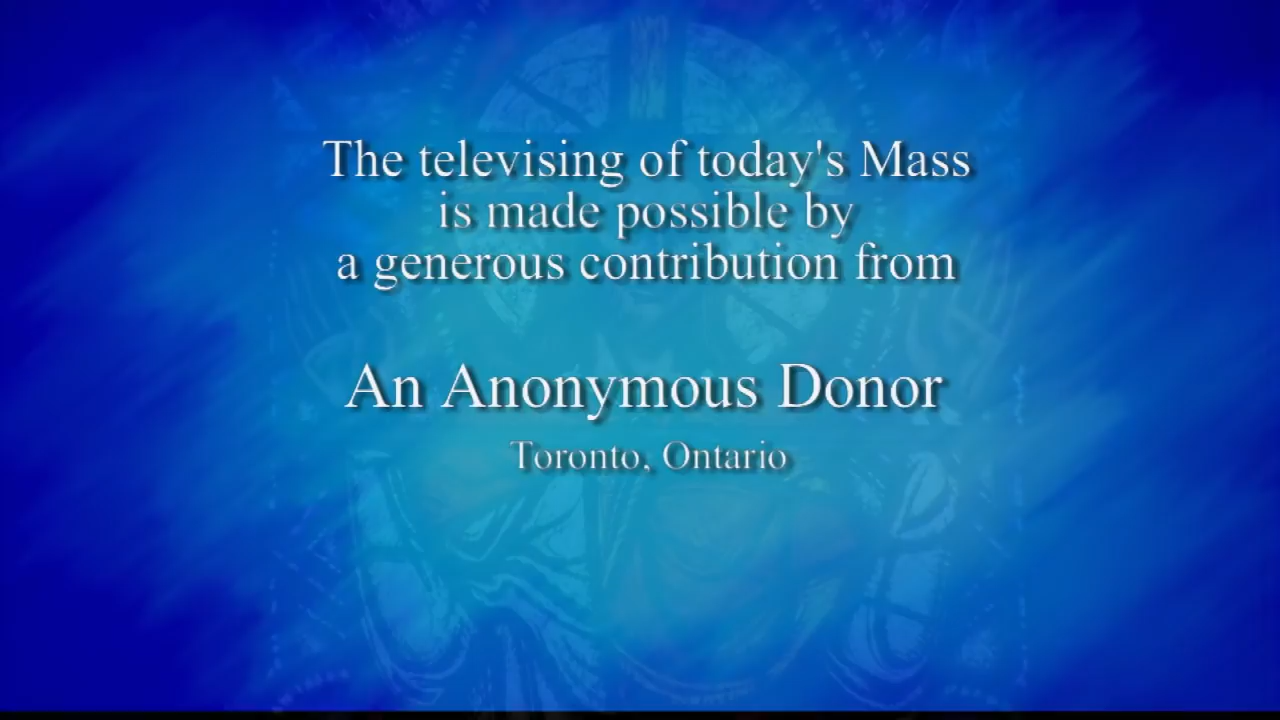 The televising of today's Mass
is made possible by
a generous contribution from
An Anonymous Donor
Toronto, Ontario